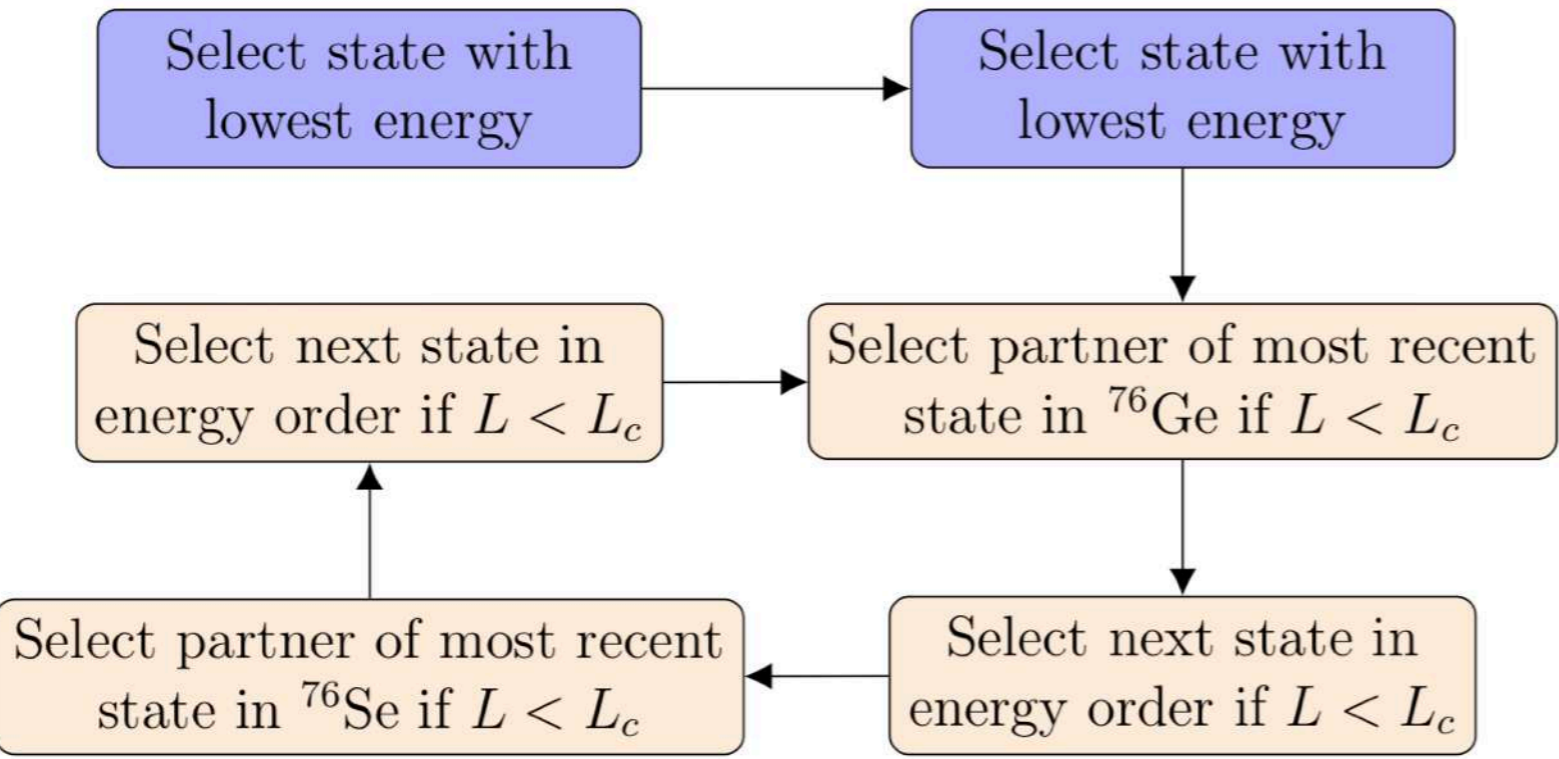 Select state with
lowest energy
Select state with
lowest energy
Select next state in
energy order if L < L_c
Select partner of most recent
state in ⁷⁶Ge if L < L_c
Select partner of most recent
state in ⁷⁶Se if L < L_c
Select next state in
energy order if L < L_c